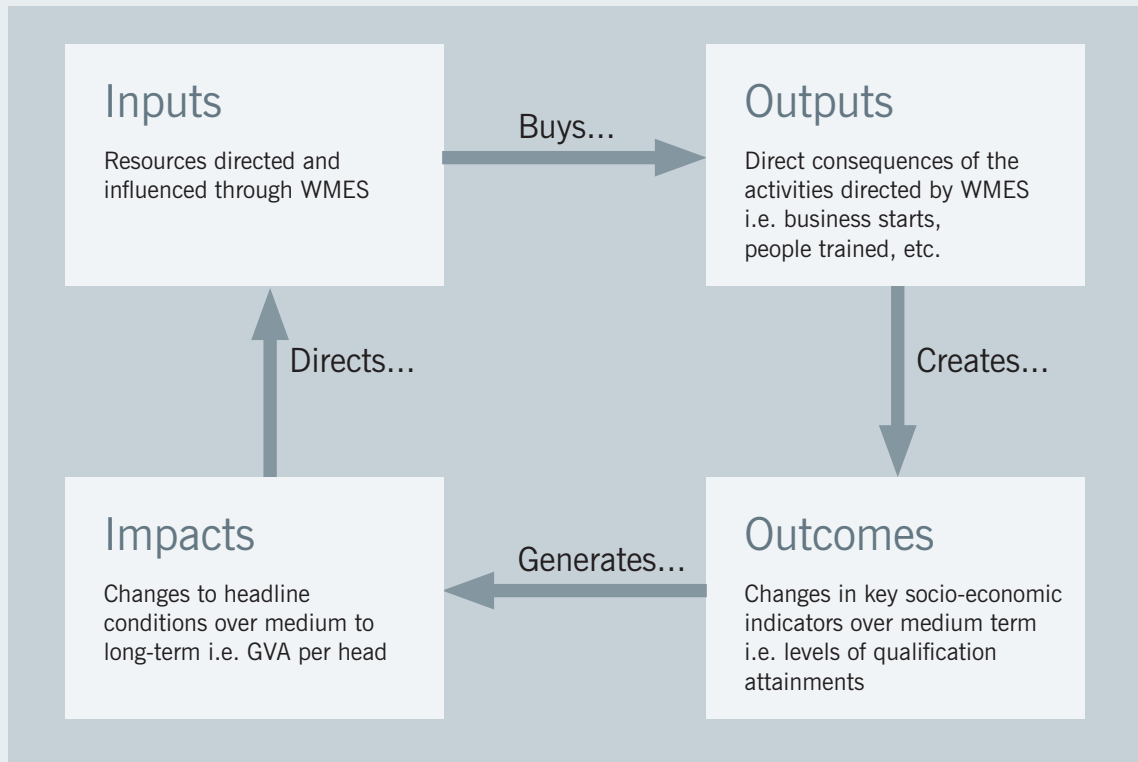 Inputs
Resources directed and
influenced through WMES
Buys...
Outputs
Direct consequences of the
activities directed by WMES
i.e. business starts,
people trained, etc.
Directs...
Creates...
Impacts
Changes to headline
conditions over medium to
long-term i.e. GVA per head
Generates...
Outcomes
Changes in key socio-economic
indicators over medium term
i.e. levels of qualification
attainments